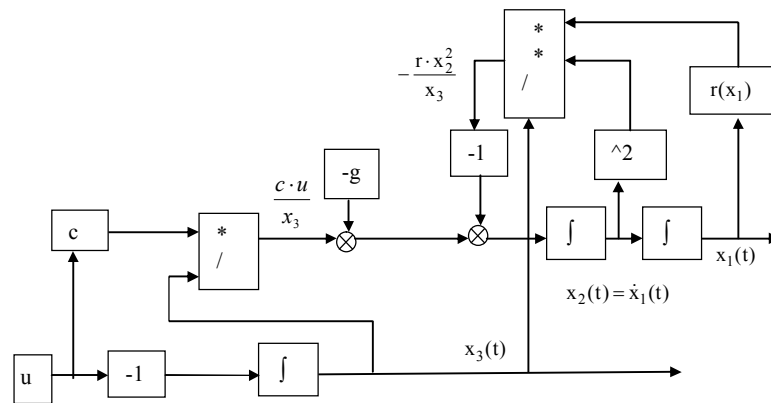 *
*
/
r(x₁)
− (r · x₂²)/x₃
-1
^2
-g
(c · u)/x₃
c
*
/
∫
∫
x₁(t)
x₂(t) = ẋ₁(t)
x₃(t)
u
-1
∫